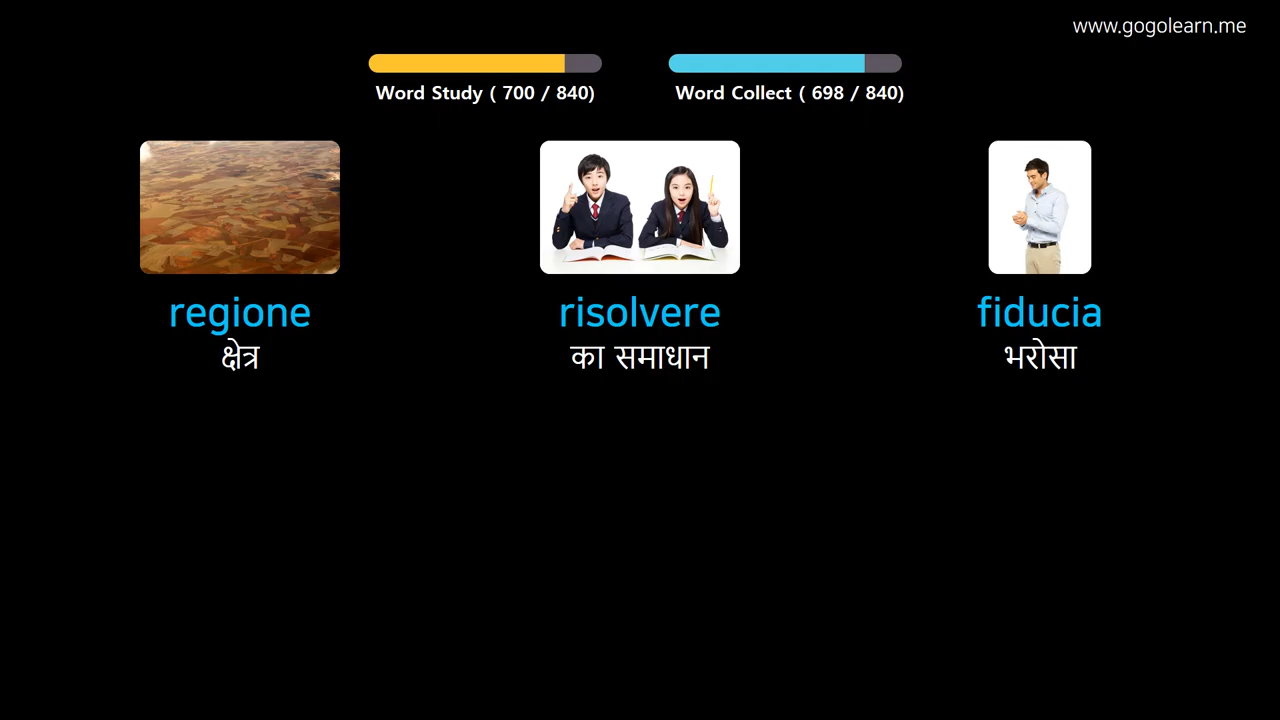 www.gogolearn.me
Word Study ( 700 / 840)
Word Collect ( 698 / 840)
regione
क्षेत्र
risolvere
का समाधान
fiducia
भरोसा